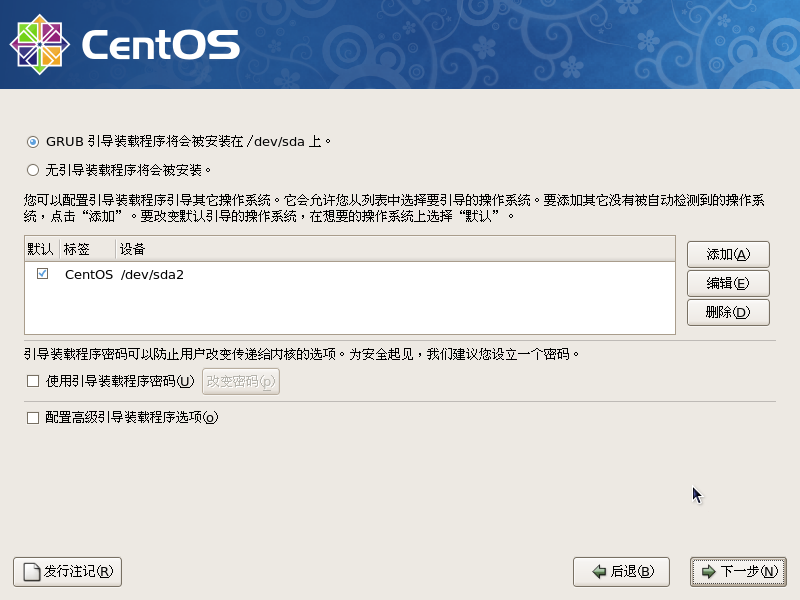 CentOS
GRUB 引导装载程序将会被安装在 /dev/sda 上。
无引导装载程序将会被安装。
您可以配置引导装载程序引导其它操作系统。它会允许您从列表中选择要引导的操作系统。要添加其它没有被自动检测到的操作系
统，点击“添加”。要改变默认引导的操作系统，在想要的操作系统上选择“默认”。
默认 标签 设备
CentOS /dev/sda2
添加(A)
编辑(E)
删除(D)
引导装载程序密码可以防止用户改变传递给内核的选项。为安全起见，我们建议您设立一个密码。
使用引导装载程序密码(U) 改变密码(p)
配置高级引导装载程序选项(o)
发行注记(R) 后退(B) 下一步(N)